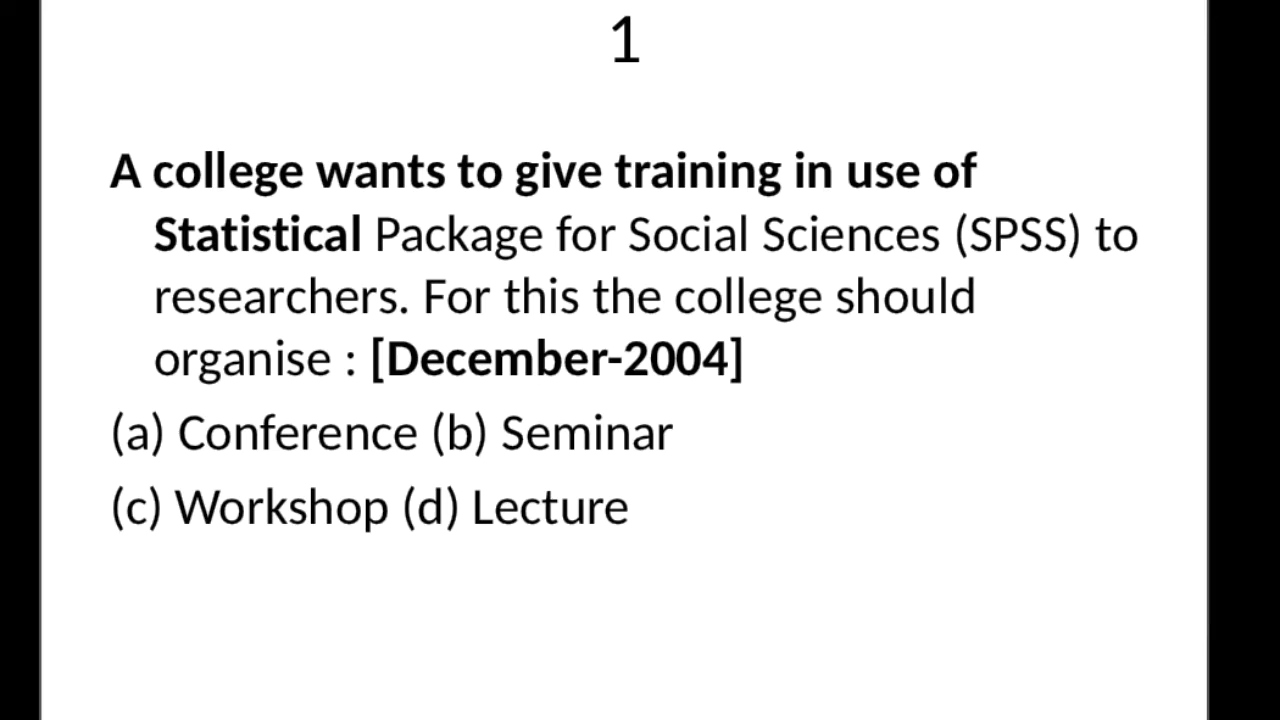 1
A college wants to give training in use of
Statistical Package for Social Sciences (SPSS) to
researchers. For this the college should
organise : [December-2004]
(a) Conference (b) Seminar
(c) Workshop (d) Lecture